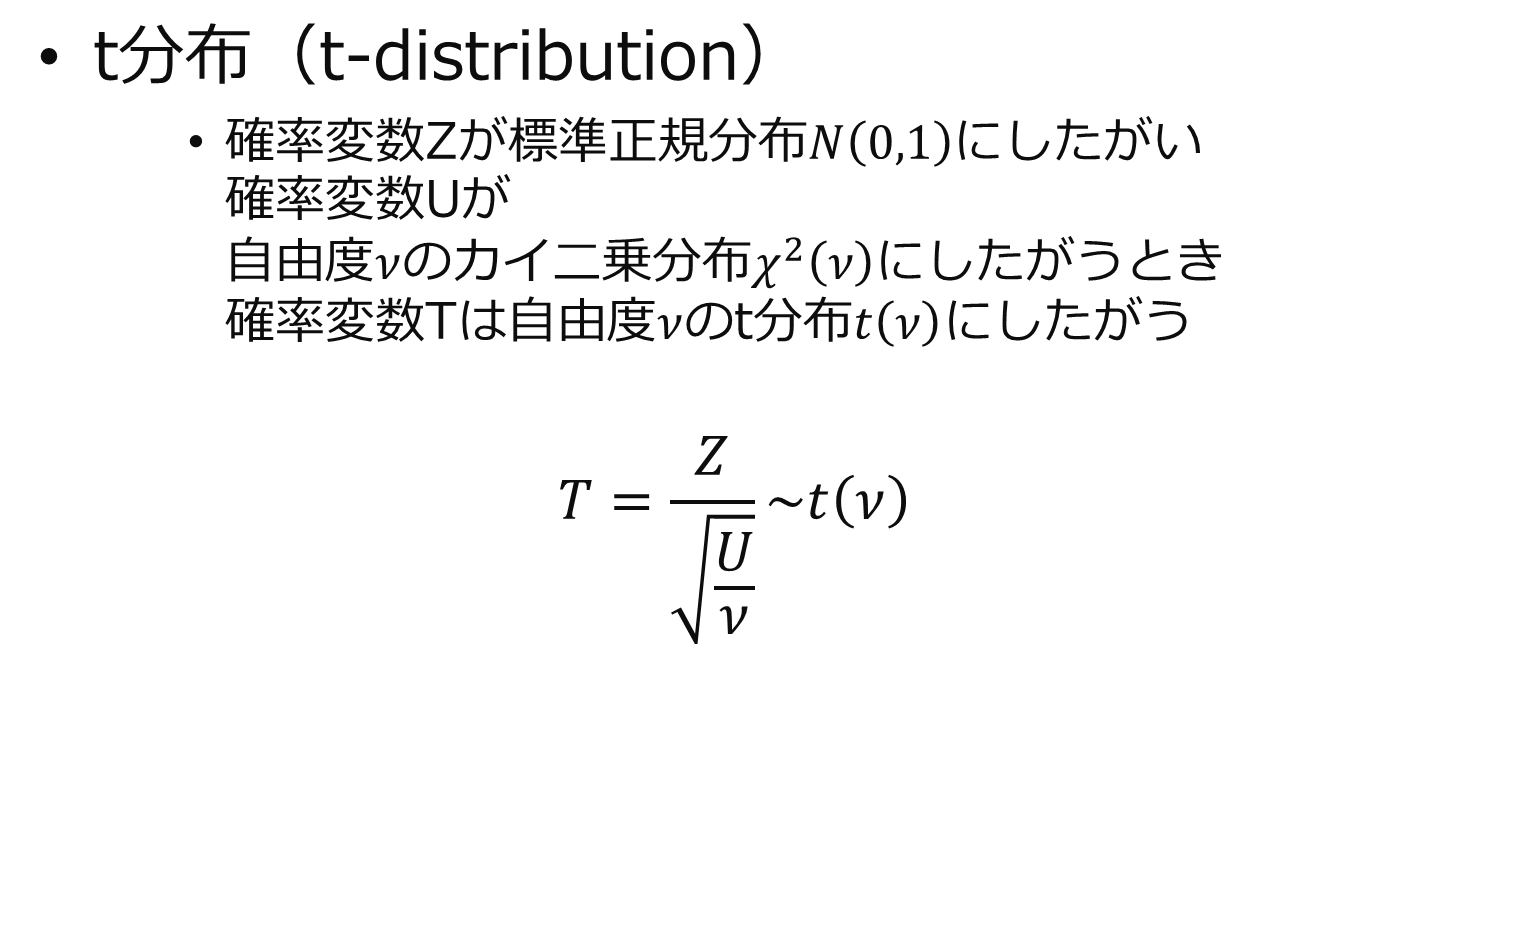 • t分布（t-distribution）
• 確率変数Zが標準正規分布N(0,1)にしたがい
確率変数Uが
自由度νのカイ二乗分布χ²(ν)にしたがうとき
確率変数Tは自由度νのt分布t(ν)にしたがう
T = Z / √(U/ν) ~t(ν)